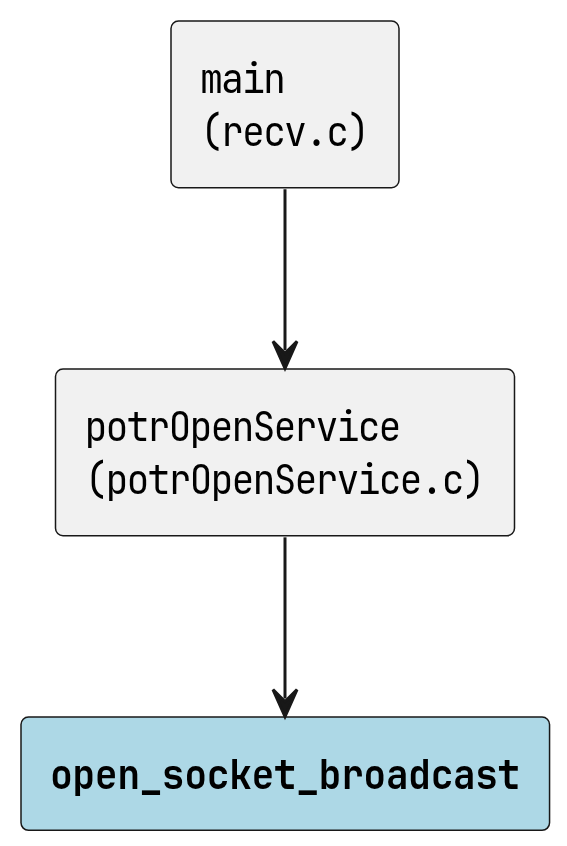 main
(recv.c)
potrOpenService
(potrOpenService.c)
open_socket_broadcast